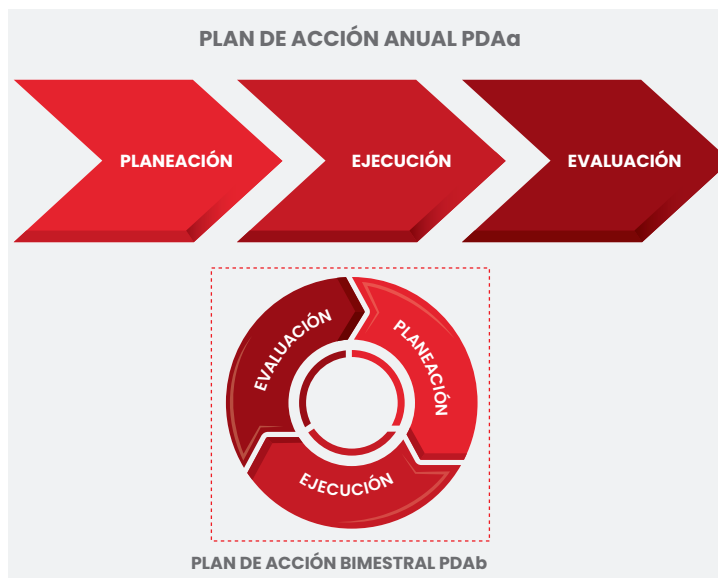 PLAN DE ACCIÓN ANUAL PDAa
PLANEACIÓN
EJECUCIÓN
EVALUACIÓN
EVALUACIÓN
PLANEACIÓN
EJECUCIÓN
PLAN DE ACCIÓN BIMESTRAL PDAb